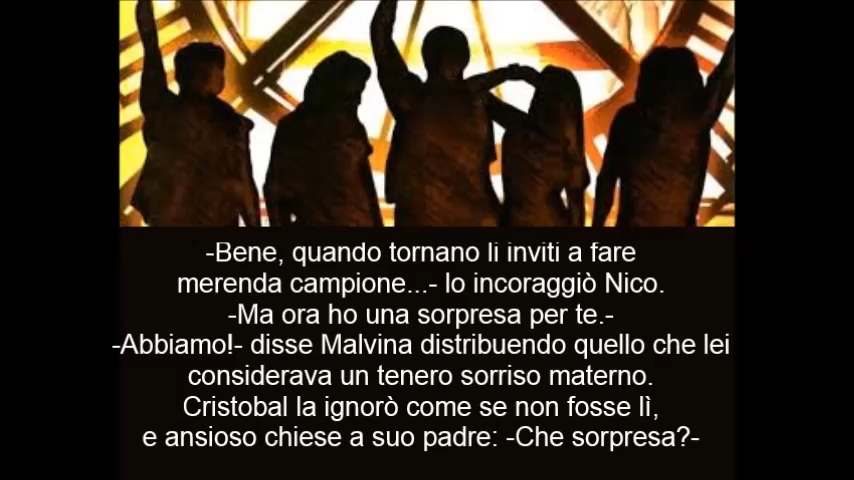 -Bene, quando tornano li inviti a fare
merenda campione...- lo incoraggiò Nico.
-Ma ora ho una sorpresa per te.-
-Abbiamo!- disse Malvina distribuendo quello che lei
considerava un tenero sorriso materno.
Cristobal la ignorò come se non fosse lì,
e ansioso chiese a suo padre: -Che sorpresa?-